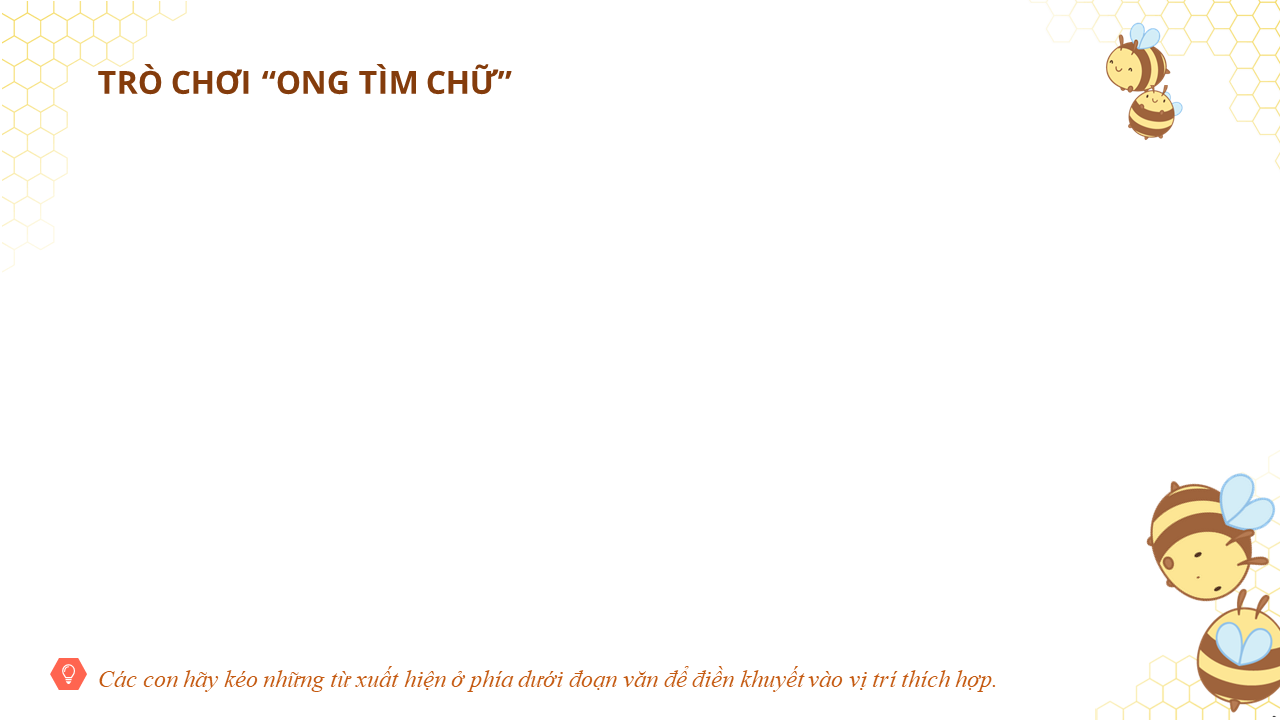 TRÒ CHƠI “ONG TÌM CHỮ”
Các con hãy kéo những từ xuất hiện ở phía dưới đoạn văn để điền khuyết vào vị trí thích hợp.